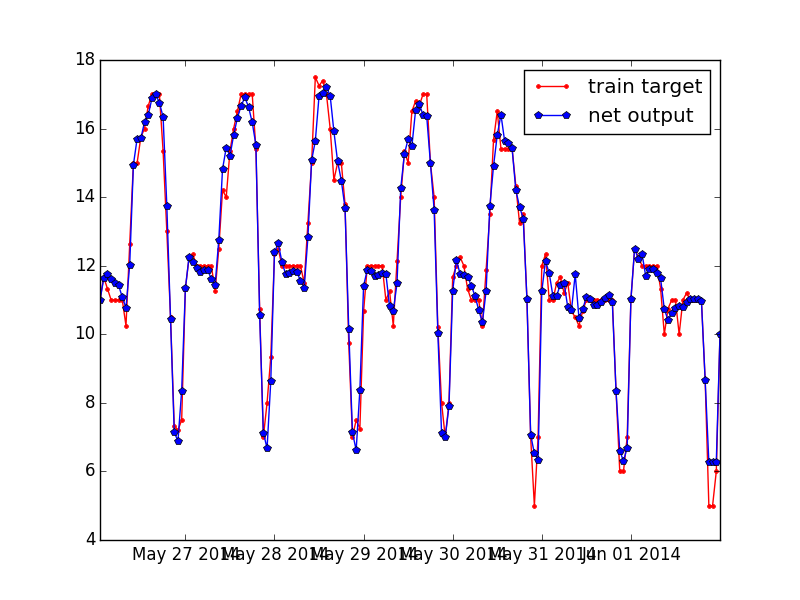 18
16
14
12
10
8
6
4
train target
net output
May 27 2014
May 28 2014
May 29 2014
May 30 2014
May 31 2014
Jun 01 2014